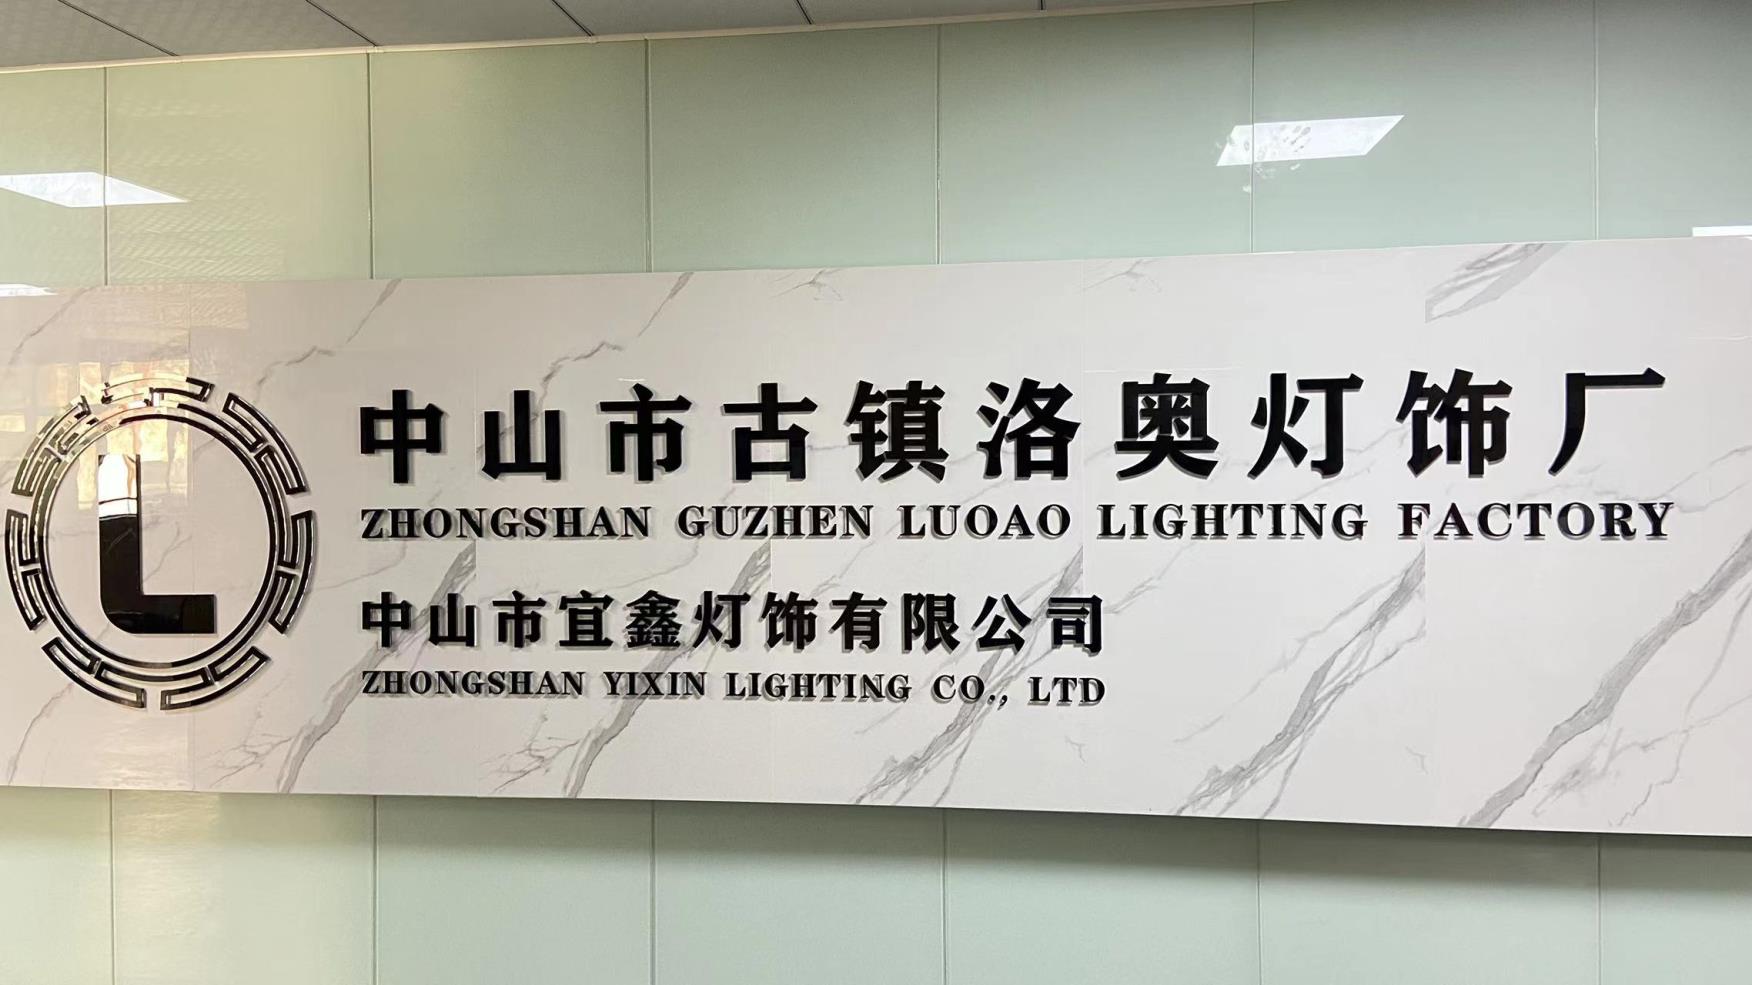 L
中山市古镇洛奥灯饰厂
ZHONGSHAN GUZHEN LUOAO LIGHTING FACTORY
中山市宜鑫灯饰有限公司
ZHONGSHAN YIXIN LIGHTING CO., LTD